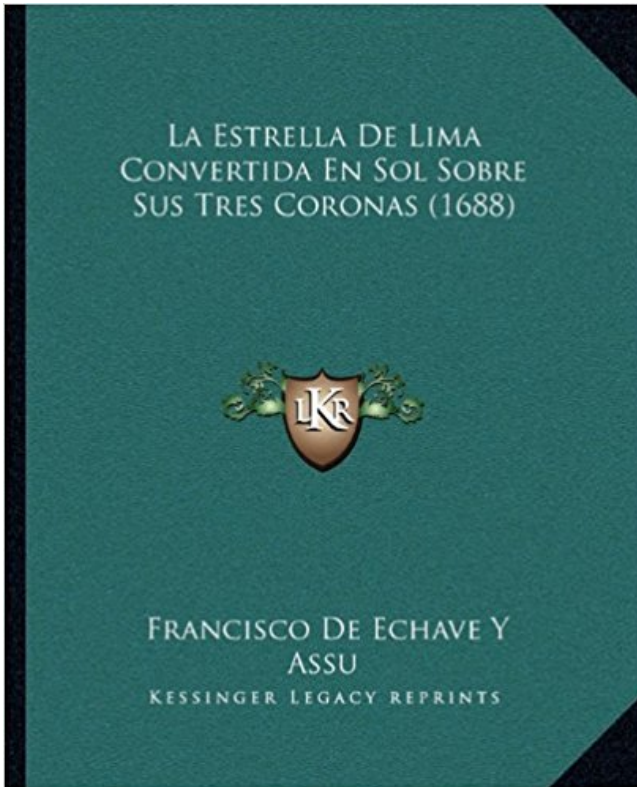 La Estrella De Lima
Convertida En Sol Sobre
Sus Tres Coronas (1688)
LKR
Francisco De Echave Y
Assu
Kessinger Legacy Reprints